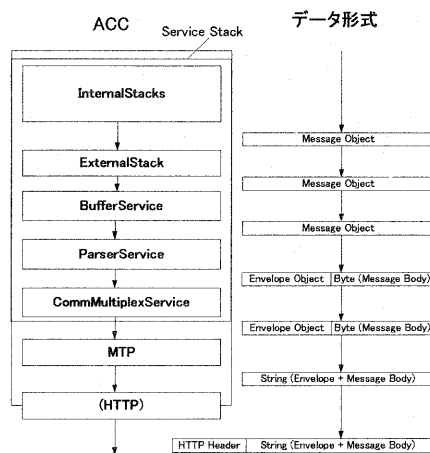 ACC
データ形式
Service Stack
InternalStacks
Message Object
ExternalStack
Message Object
BufferService
Message Object
ParserService
Envelope Object Byte (Message Body)
CommMultiplexService
Envelope Object Byte (Message Body)
MTP
String (Envelope + Message Body)
(HTTP)
HTTP Header String (Envelope + Message Body)